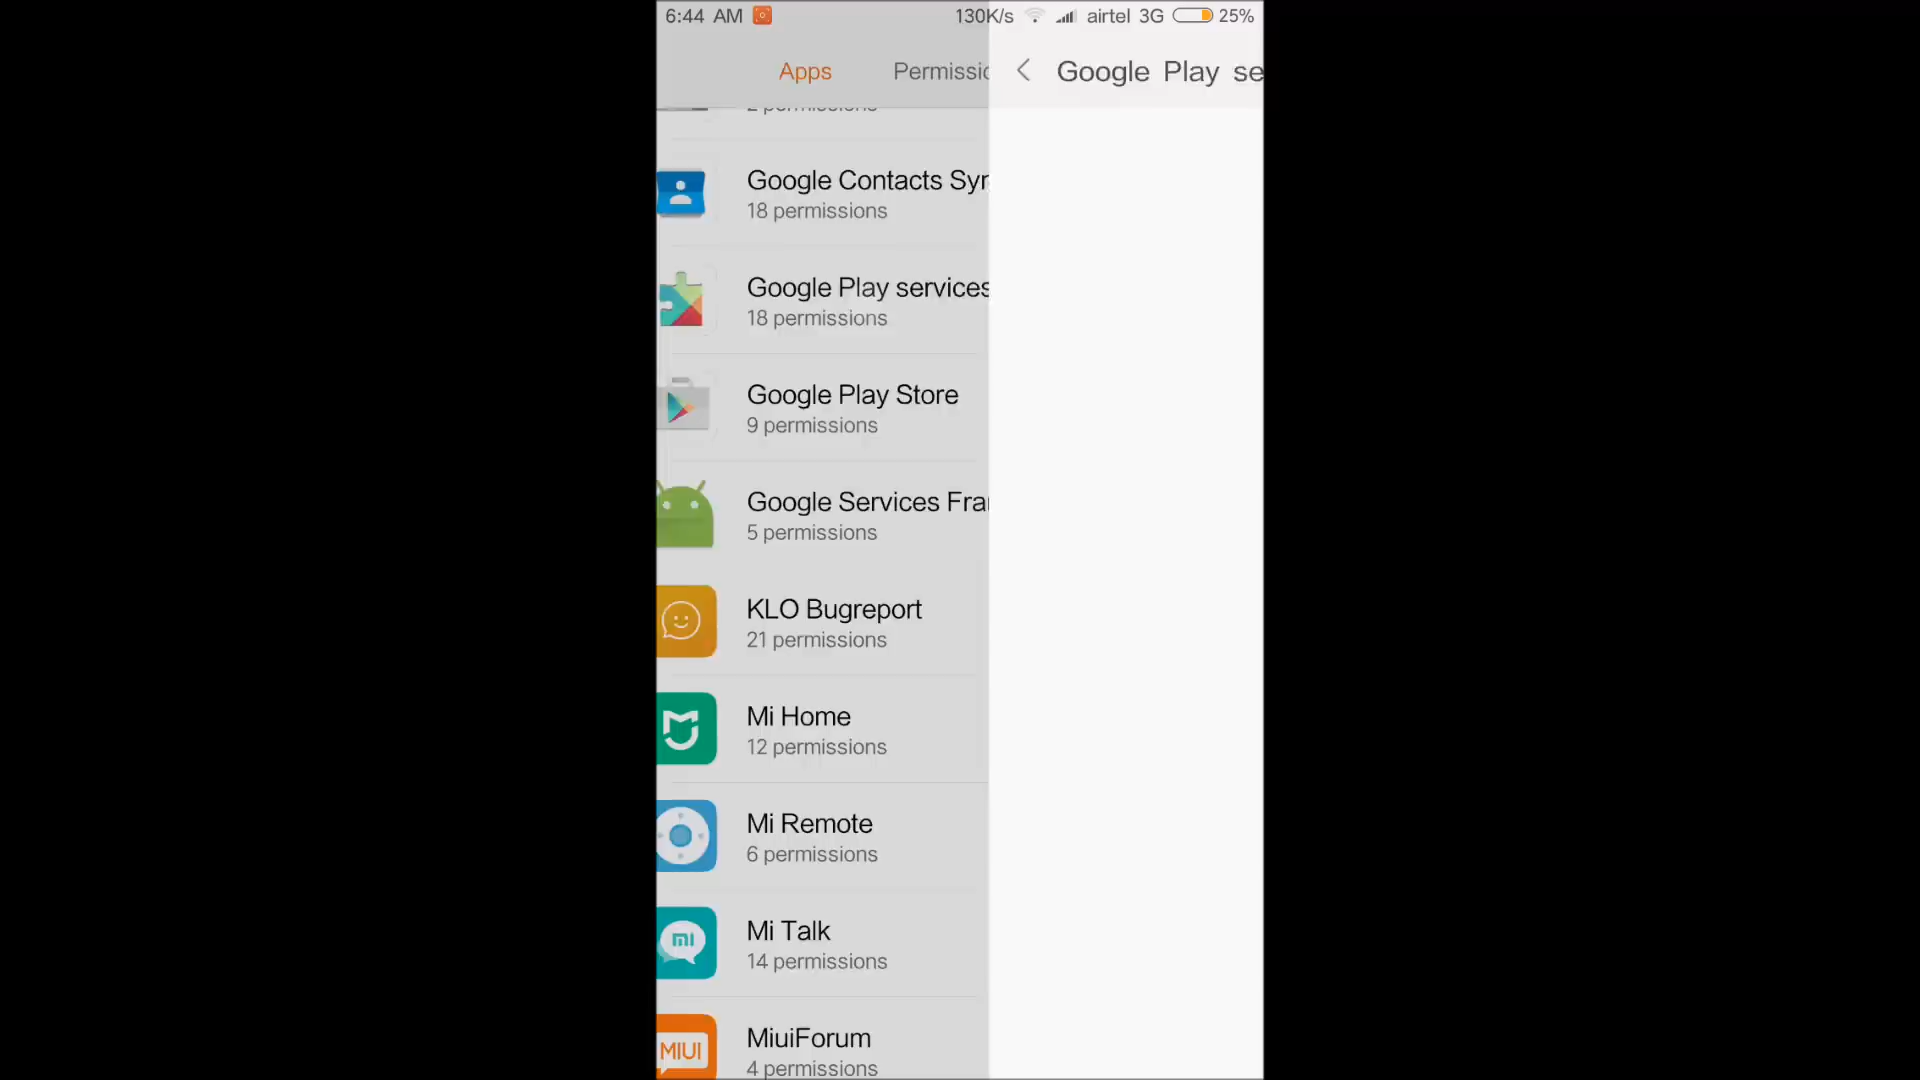 6:44 AM 130K/s airtel 3G 25%
Apps Permissio
Google Play se
2 permissions
Google Contacts Syn
18 permissions
Google Play services
18 permissions
Google Play Store
9 permissions
Google Services Fra
5 permissions
KLO Bugreport
21 permissions
Mi Home
12 permissions
Mi Remote
6 permissions
mi
Mi Talk
14 permissions
MIUI
MiuiForum
4 permissions